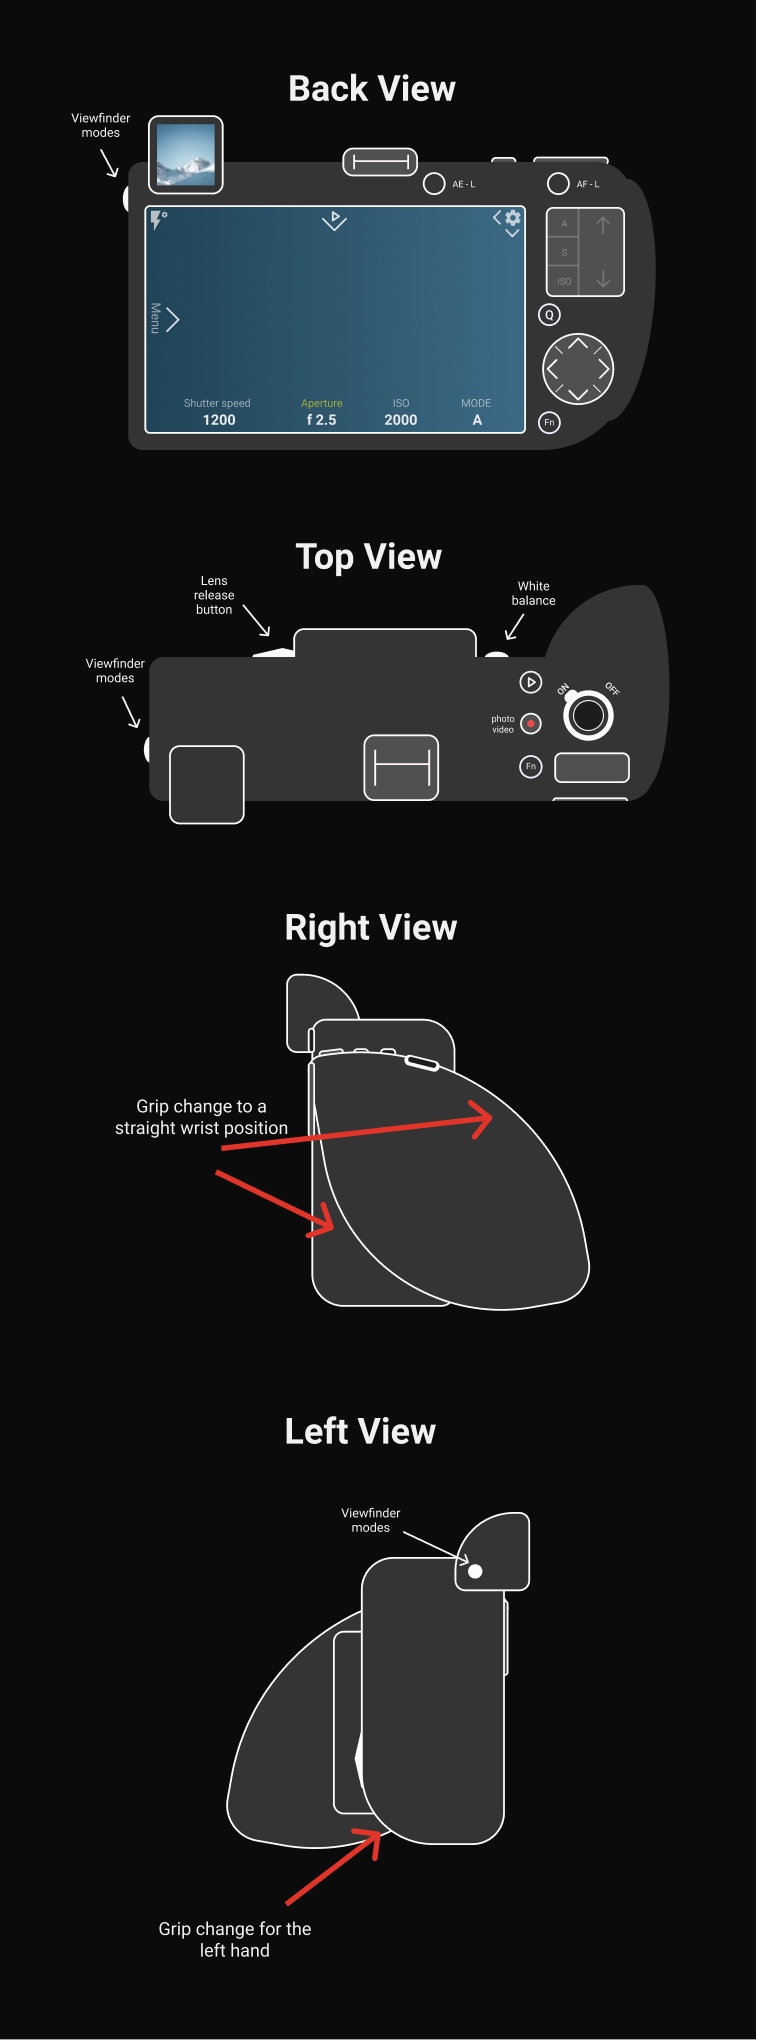 Back View
Viewfinder
modes
AE - L
AF - L
A
S
ISO
Q
Menu
Fn
Shutter speed
Aperture
ISO
MODE
1200
f 2.5
2000
A
Top View
Lens
release
button
White
balance
Viewfinder
modes
ON
OFF
photo
video
Fn
Right View
Grip change to a
straight wrist position
Left View
Viewfinder
modes
Grip change for the
left hand